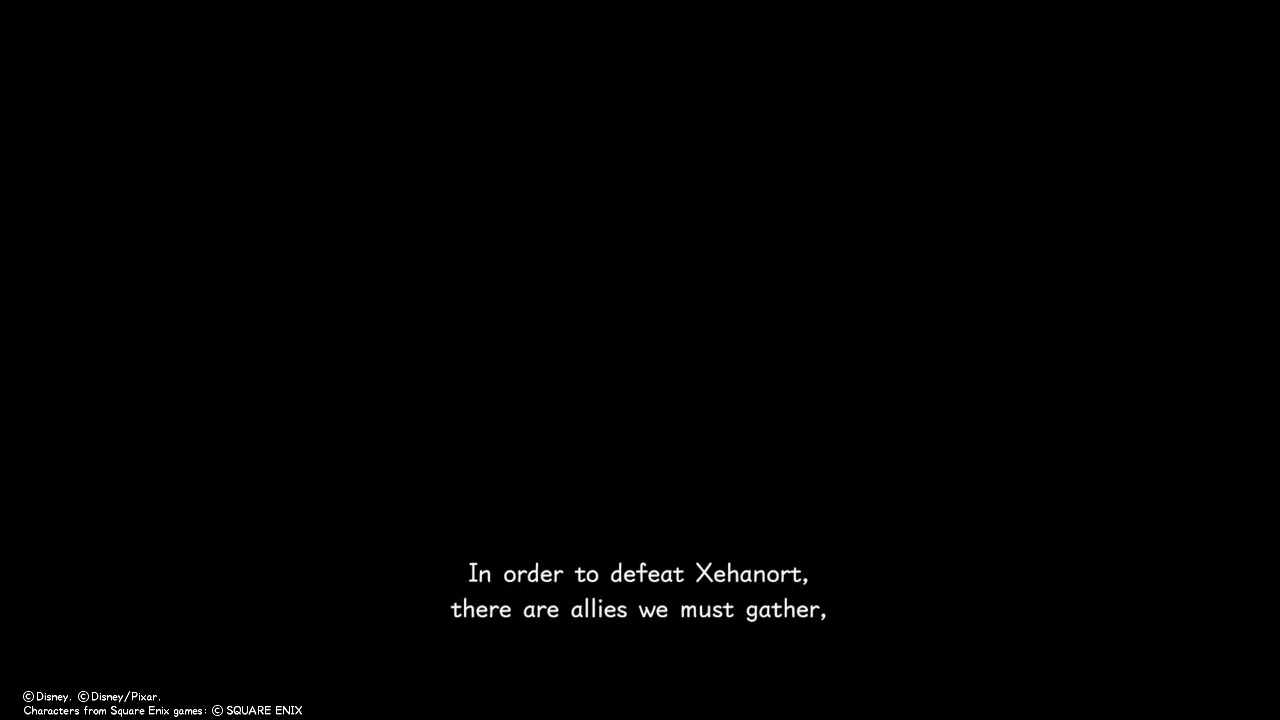 In order to defeat Xehanort,
there are allies we must gather,
©Disney. ©Disney/Pixar.
Characters from Square Enix games: © SQUARE ENIX